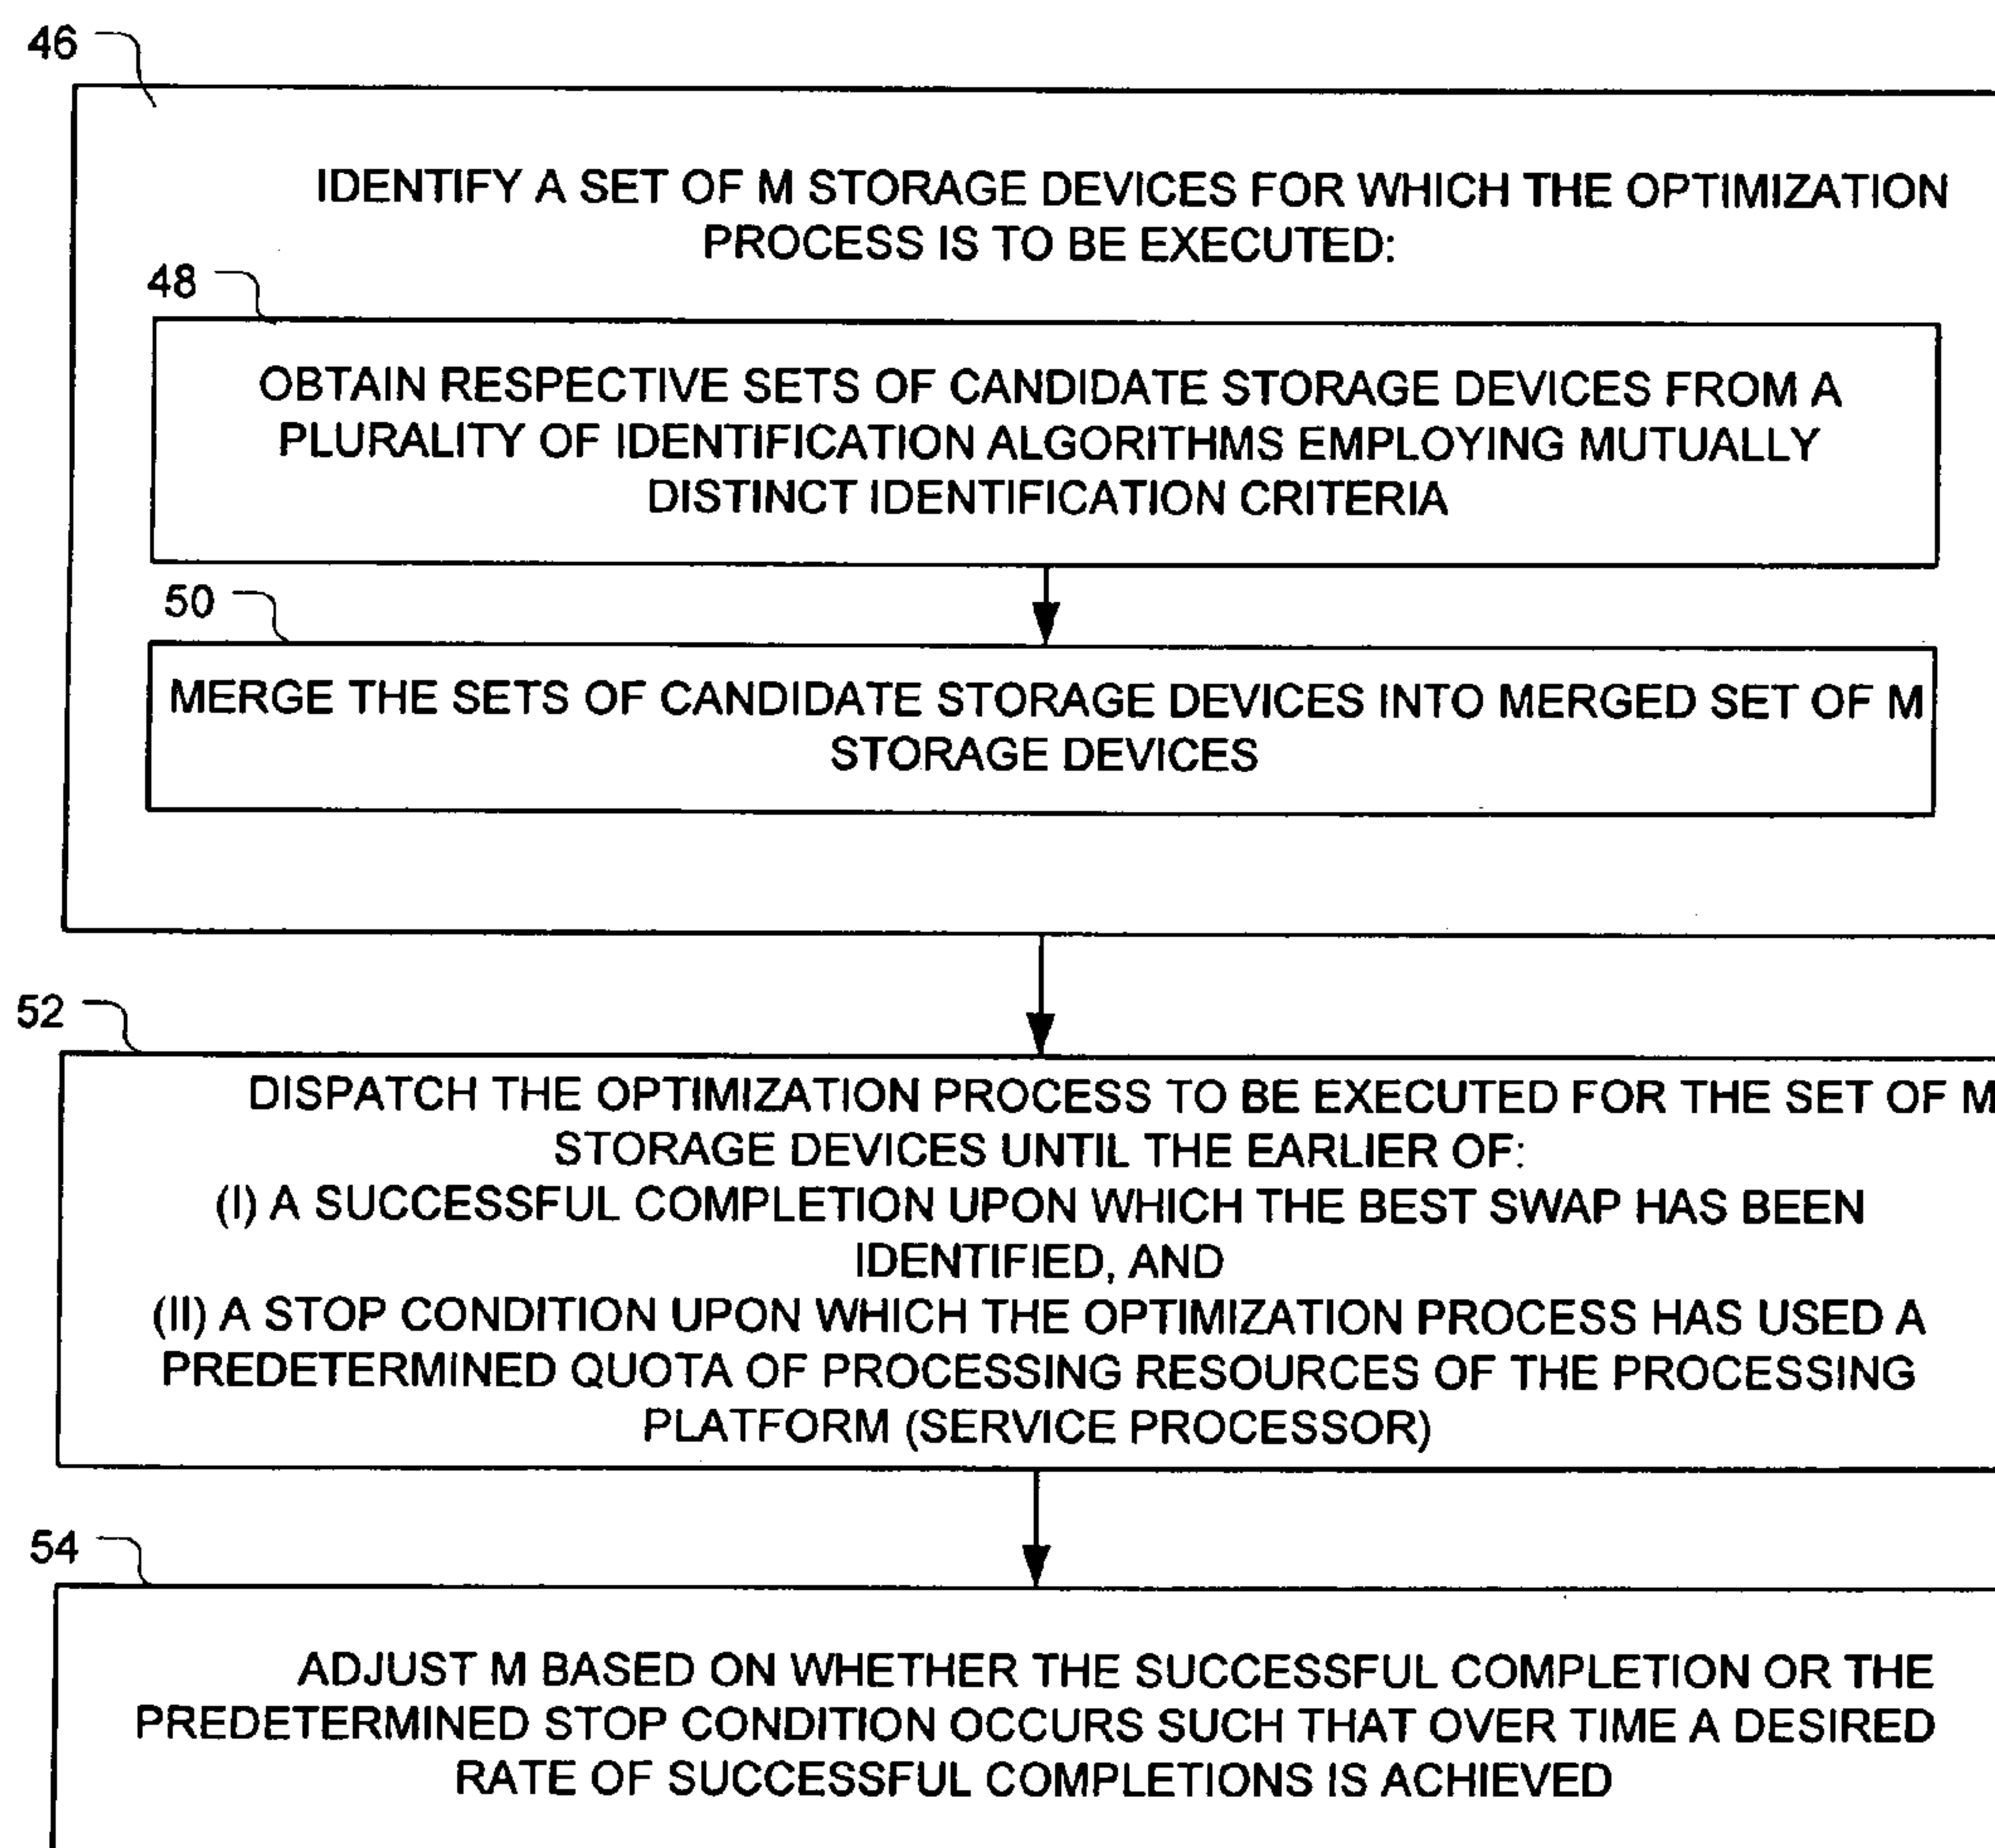 46
IDENTIFY A SET OF M STORAGE DEVICES FOR WHICH THE OPTIMIZATION
PROCESS IS TO BE EXECUTED:
48
OBTAIN RESPECTIVE SETS OF CANDIDATE STORAGE DEVICES FROM A
PLURALITY OF IDENTIFICATION ALGORITHMS EMPLOYING MUTUALLY
DISTINCT IDENTIFICATION CRITERIA
50
MERGE THE SETS OF CANDIDATE STORAGE DEVICES INTO MERGED SET OF M
STORAGE DEVICES
52
DISPATCH THE OPTIMIZATION PROCESS TO BE EXECUTED FOR THE SET OF M
STORAGE DEVICES UNTIL THE EARLIER OF:
(I) A SUCCESSFUL COMPLETION UPON WHICH THE BEST SWAP HAS BEEN
IDENTIFIED, AND
(II) A STOP CONDITION UPON WHICH THE OPTIMIZATION PROCESS HAS USED A
PREDETERMINED QUOTA OF PROCESSING RESOURCES OF THE PROCESSING
PLATFORM (SERVICE PROCESSOR)
54
ADJUST M BASED ON WHETHER THE SUCCESSFUL COMPLETION OR THE
PREDETERMINED STOP CONDITION OCCURS SUCH THAT OVER TIME A DESIRED
RATE OF SUCCESSFUL COMPLETIONS IS ACHIEVED